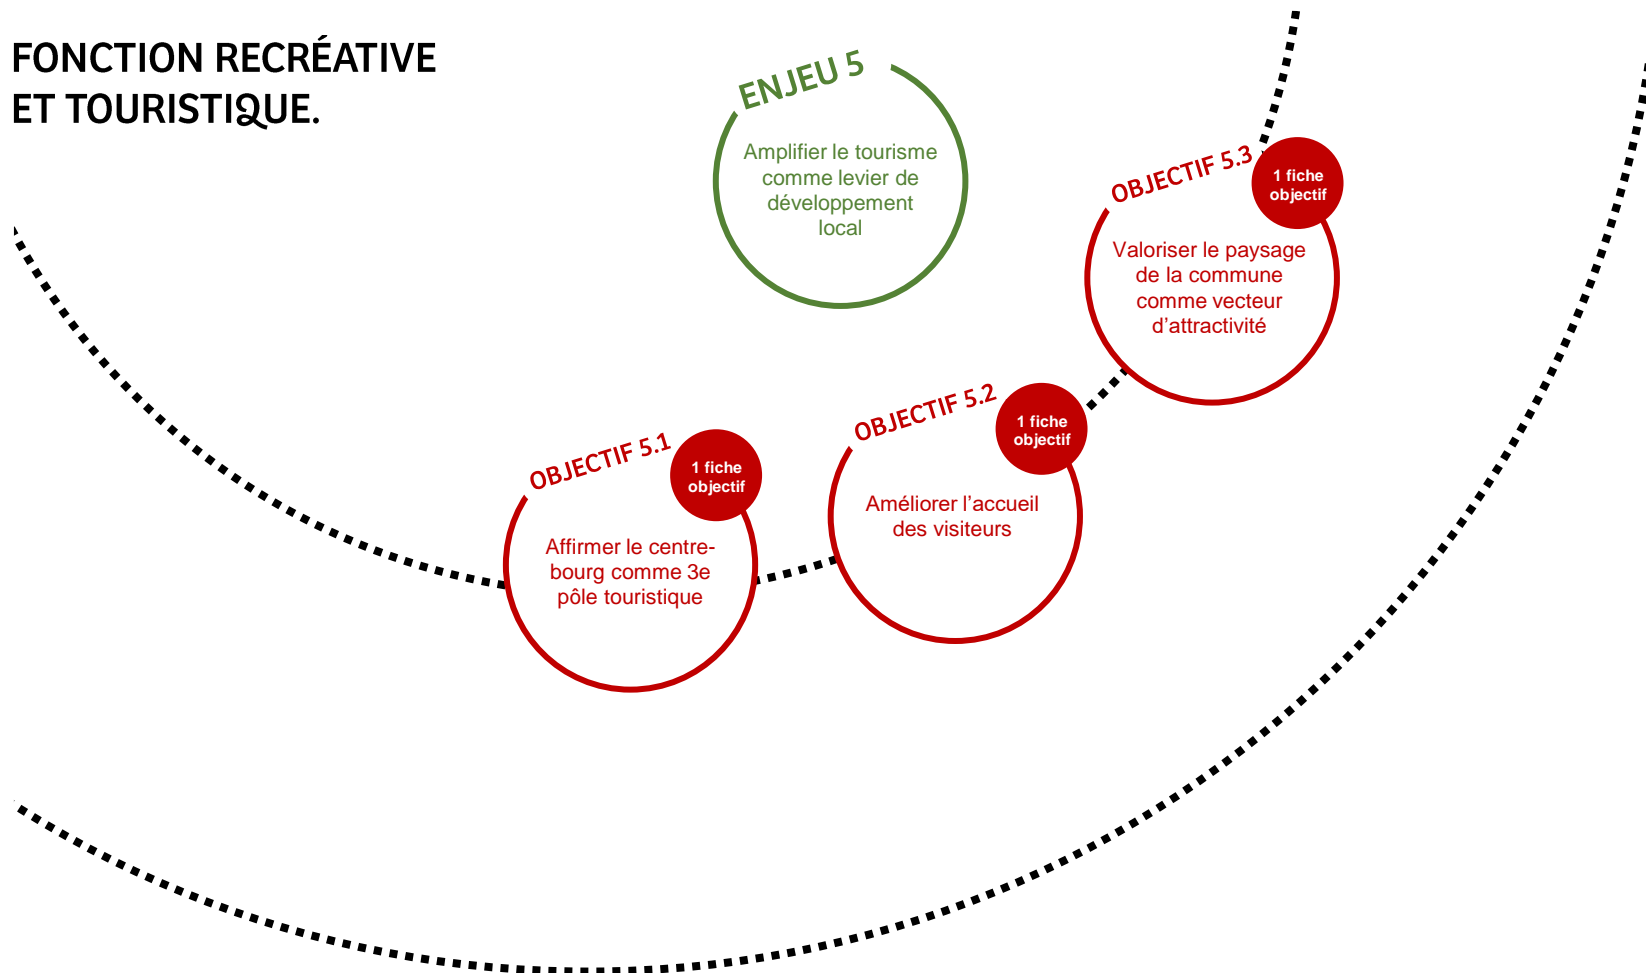 FONCTION RECRÉATIVE
ET TOURISTIQUE.
ENJEU 5
Amplifier le tourisme
comme levier de
développement
local
OBJECTIF 5.1
1 fiche
objectif
Affirmer le centre-
bourg comme 3e
pôle touristique
OBJECTIF 5.2
1 fiche
objectif
Améliorer l’accueil
des visiteurs
OBJECTIF 5.3
1 fiche
objectif
Valoriser le paysage
de la commune
comme vecteur
d’attractivité